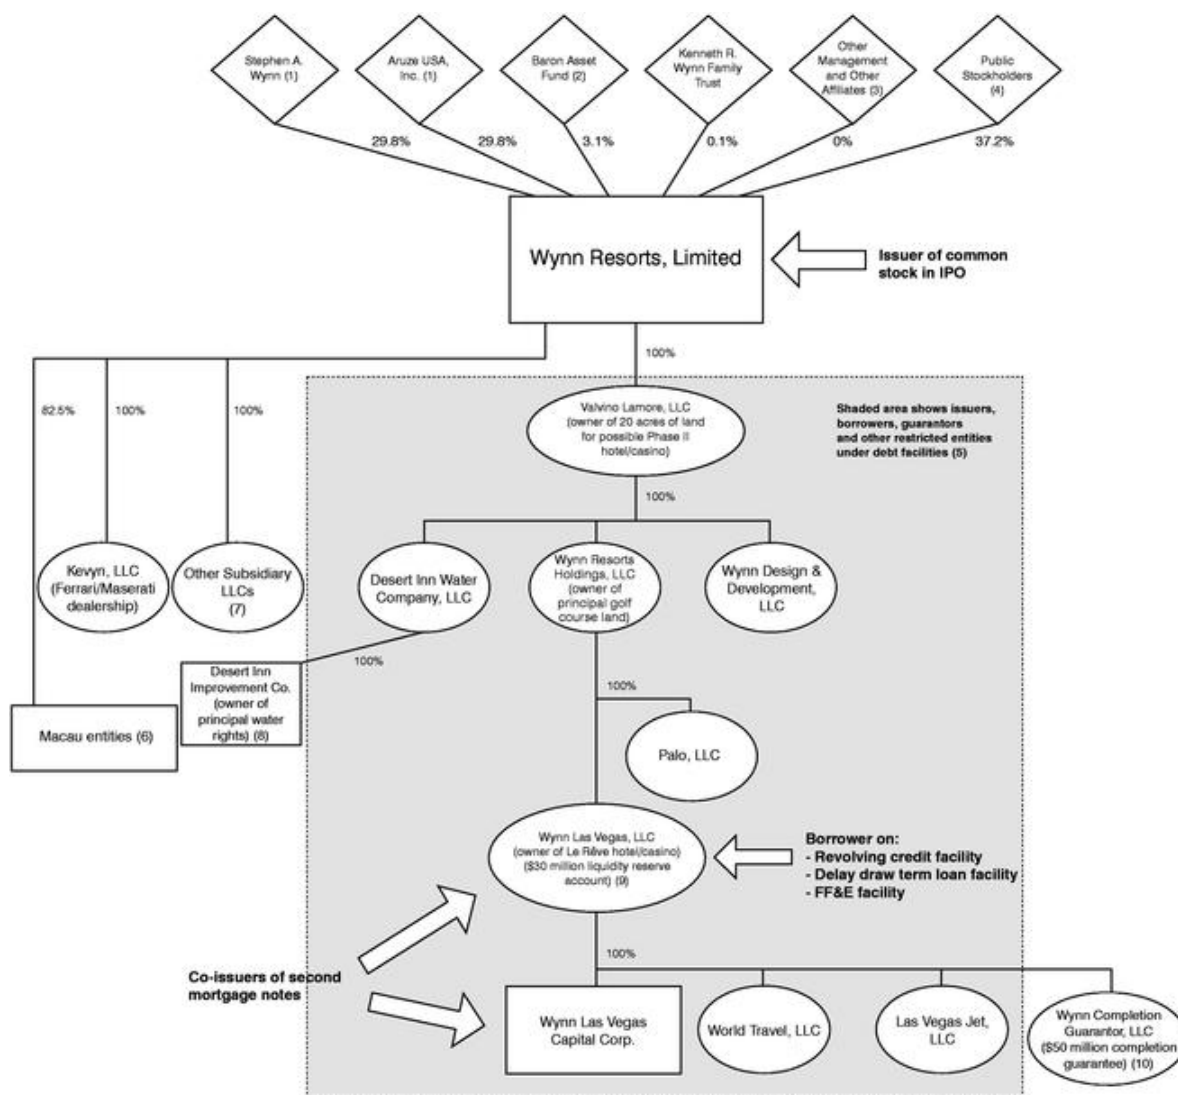 Stephen A.
Wynn (1)
Aruze USA,
Inc. (1)
Baron Asset
Fund (2)
Kenneth R.
Wynn Family
Trust
Other
Management
and Other
Affiliates (3)
Public
Stockholders
(4)
29.8%
29.8%
3.1%
0.1%
0%
37.2%
Wynn Resorts, Limited
Issuer of common
stock in IPO
100%
82.5%
100%
100%
Valvino Lamore, LLC
(owner of 20 acres of land
for possible Phase II
hotel/casino)
Shaded area shows issuers,
borrowers, guarantors
and other restricted entities
under debt facilities (5)
100%
Kevyn, LLC
(Ferrari/Maserati
dealership)
Other Subsidiary
LLCs
(7)
Desert Inn Water
Company, LLC
Wynn Resorts
Holdings, LLC
(owner of
principal golf
course land)
Wynn Design &
Development,
LLC
100%
Desert Inn
Improvement Co.
(owner of
principal water
rights) (8)
Macau entities (6)
100%
Palo, LLC
Wynn Las Vegas, LLC
(owner of Le Rêve hotel/casino)
($30 million liquidity reserve
account) (9)
Borrower on:
- Revolving credit facility
- Delay draw term loan facility
- FF&E facility
100%
Co-issuers of second
mortgage notes
Wynn Las Vegas
Capital Corp.
World Travel, LLC
Las Vegas Jet,
LLC
Wynn Completion
Guarantor, LLC
($50 million completion
guarantee) (10)